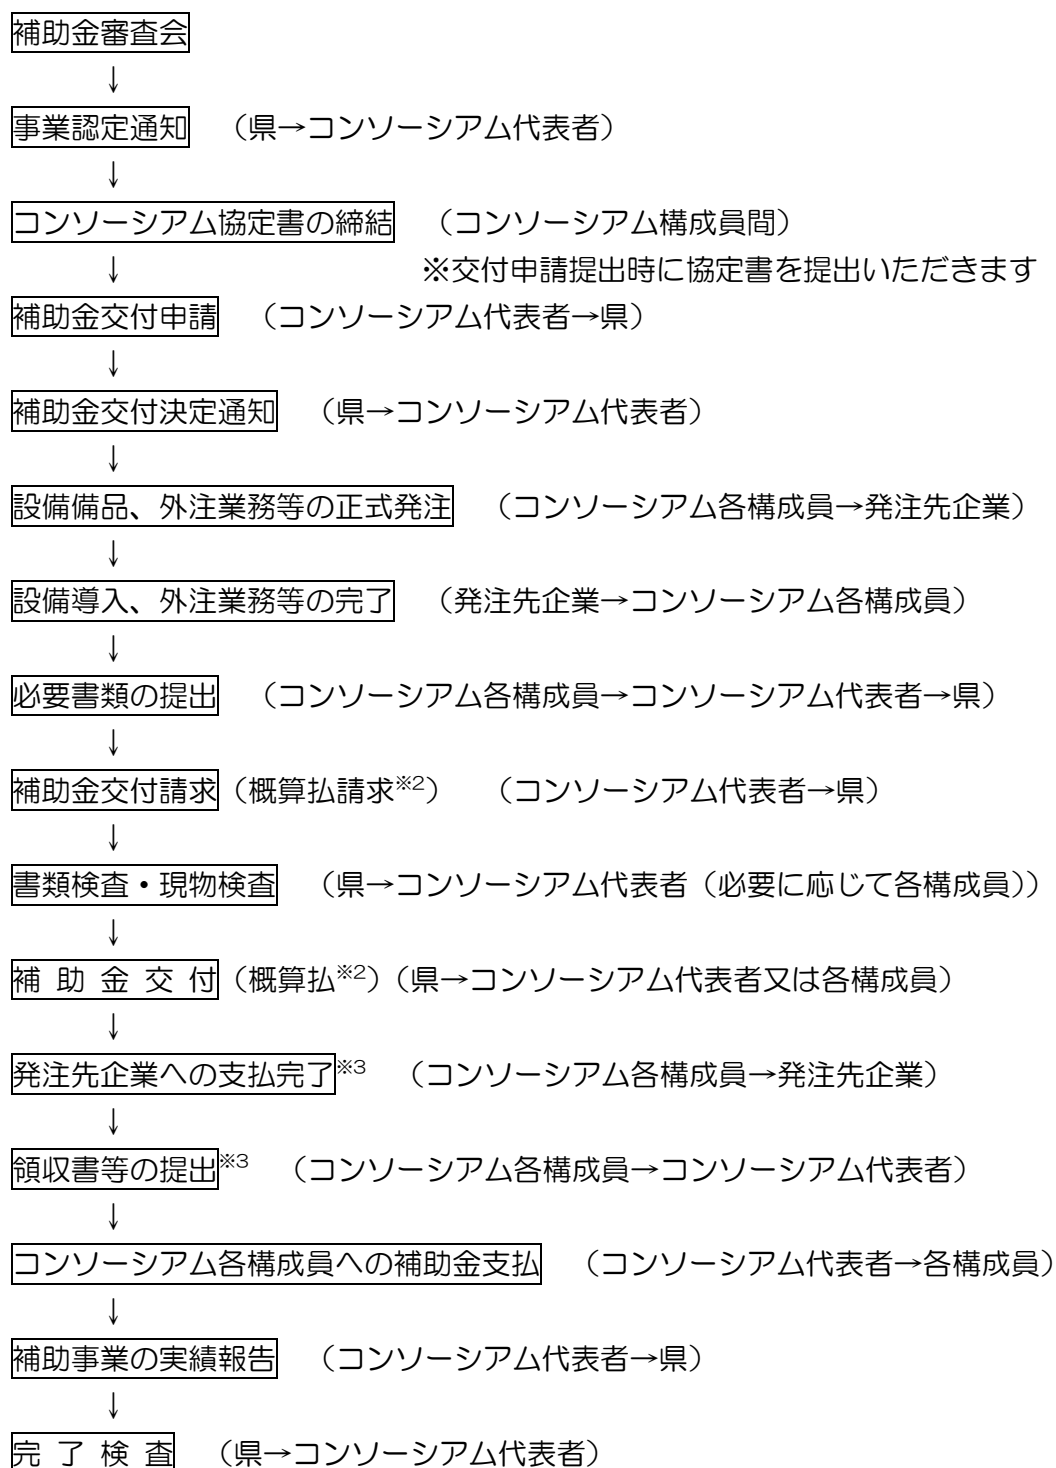 補助金審査会
↓
事業認定通知　（県→コンソーシアム代表者）
↓
コンソーシアム協定書の締結　（コンソーシアム構成員間）
↓　※交付申請提出時に協定書を提出いただきます
補助金交付申請　（コンソーシアム代表者→県）
↓
補助金交付決定通知　（県→コンソーシアム代表者）
↓
設備備品、外注業務等の正式発注　（コンソーシアム各構成員→発注先企業）
↓
設備導入、外注業務等の完了　（発注先企業→コンソーシアム各構成員）
↓
必要書類の提出　（コンソーシアム各構成員→コンソーシアム代表者→県）
↓
補助金交付請求（概算払請求※2）　（コンソーシアム代表者→県）
↓
書類検査・現物検査　（県→コンソーシアム代表者（必要に応じて各構成員））
↓
補 助 金 交 付（概算払※2）（県→コンソーシアム代表者又は各構成員）
↓
発注先企業への支払完了※3　（コンソーシアム各構成員→発注先企業）
↓
領収書等の提出※3　（コンソーシアム各構成員→コンソーシアム代表者）
↓
コンソーシアム各構成員への補助金支払　（コンソーシアム代表者→各構成員）
↓
補助事業の実績報告　（コンソーシアム代表者→県）
↓
完 了 検 査　（県→コンソーシアム代表者）